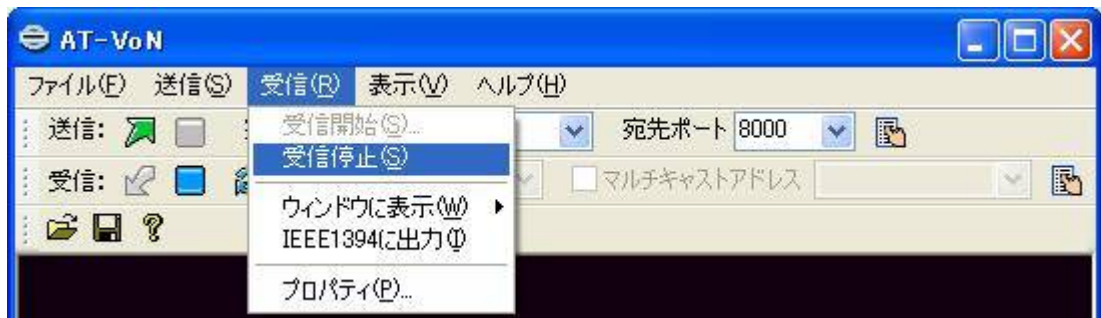 AT-VoN
ファイル(F) 送信(S) 受信(R) 表示(V) ヘルプ(H)
送信: 宛先ポート 8000
受信: マルチキャストアドレス
受信開始(S)...
受信停止(S)
ウィンドウに表示(W)
IEEE1394に出力(I)
プロパティ(P)...